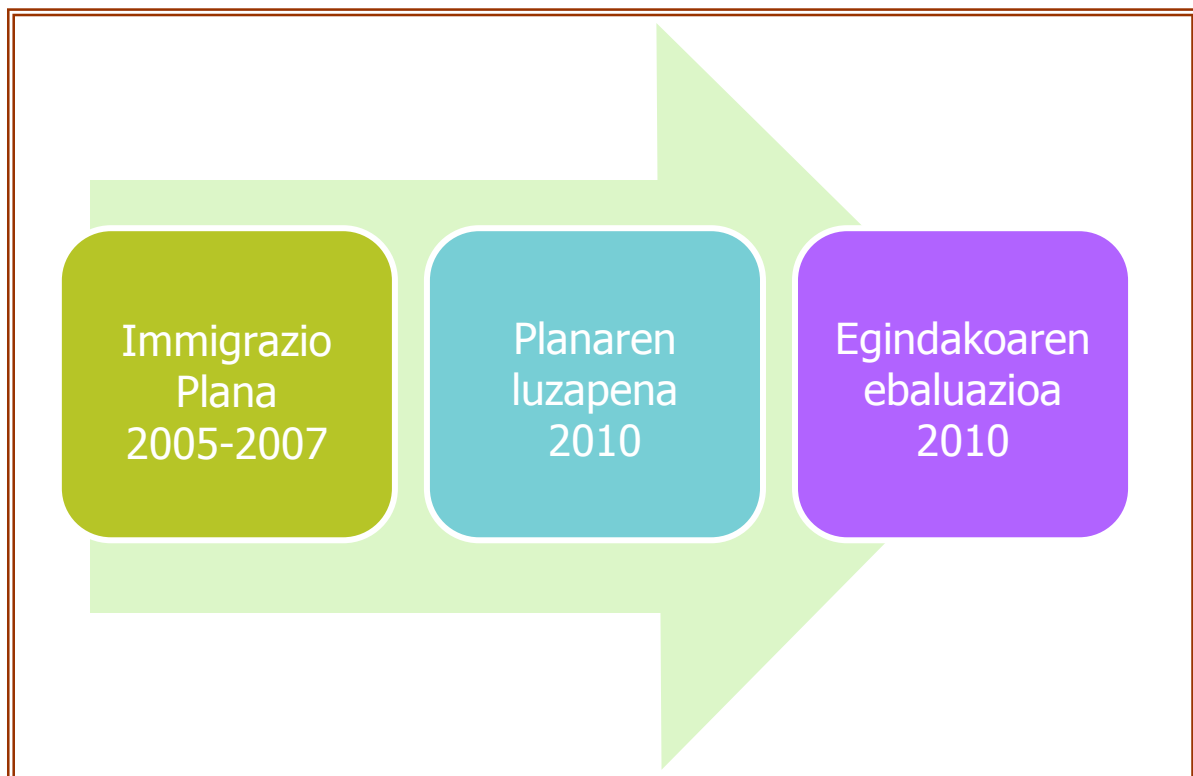 Immigrazio
Plana
2005-2007
Planaren
luzapena
2010
Egindakoaren
ebaluazioa
2010